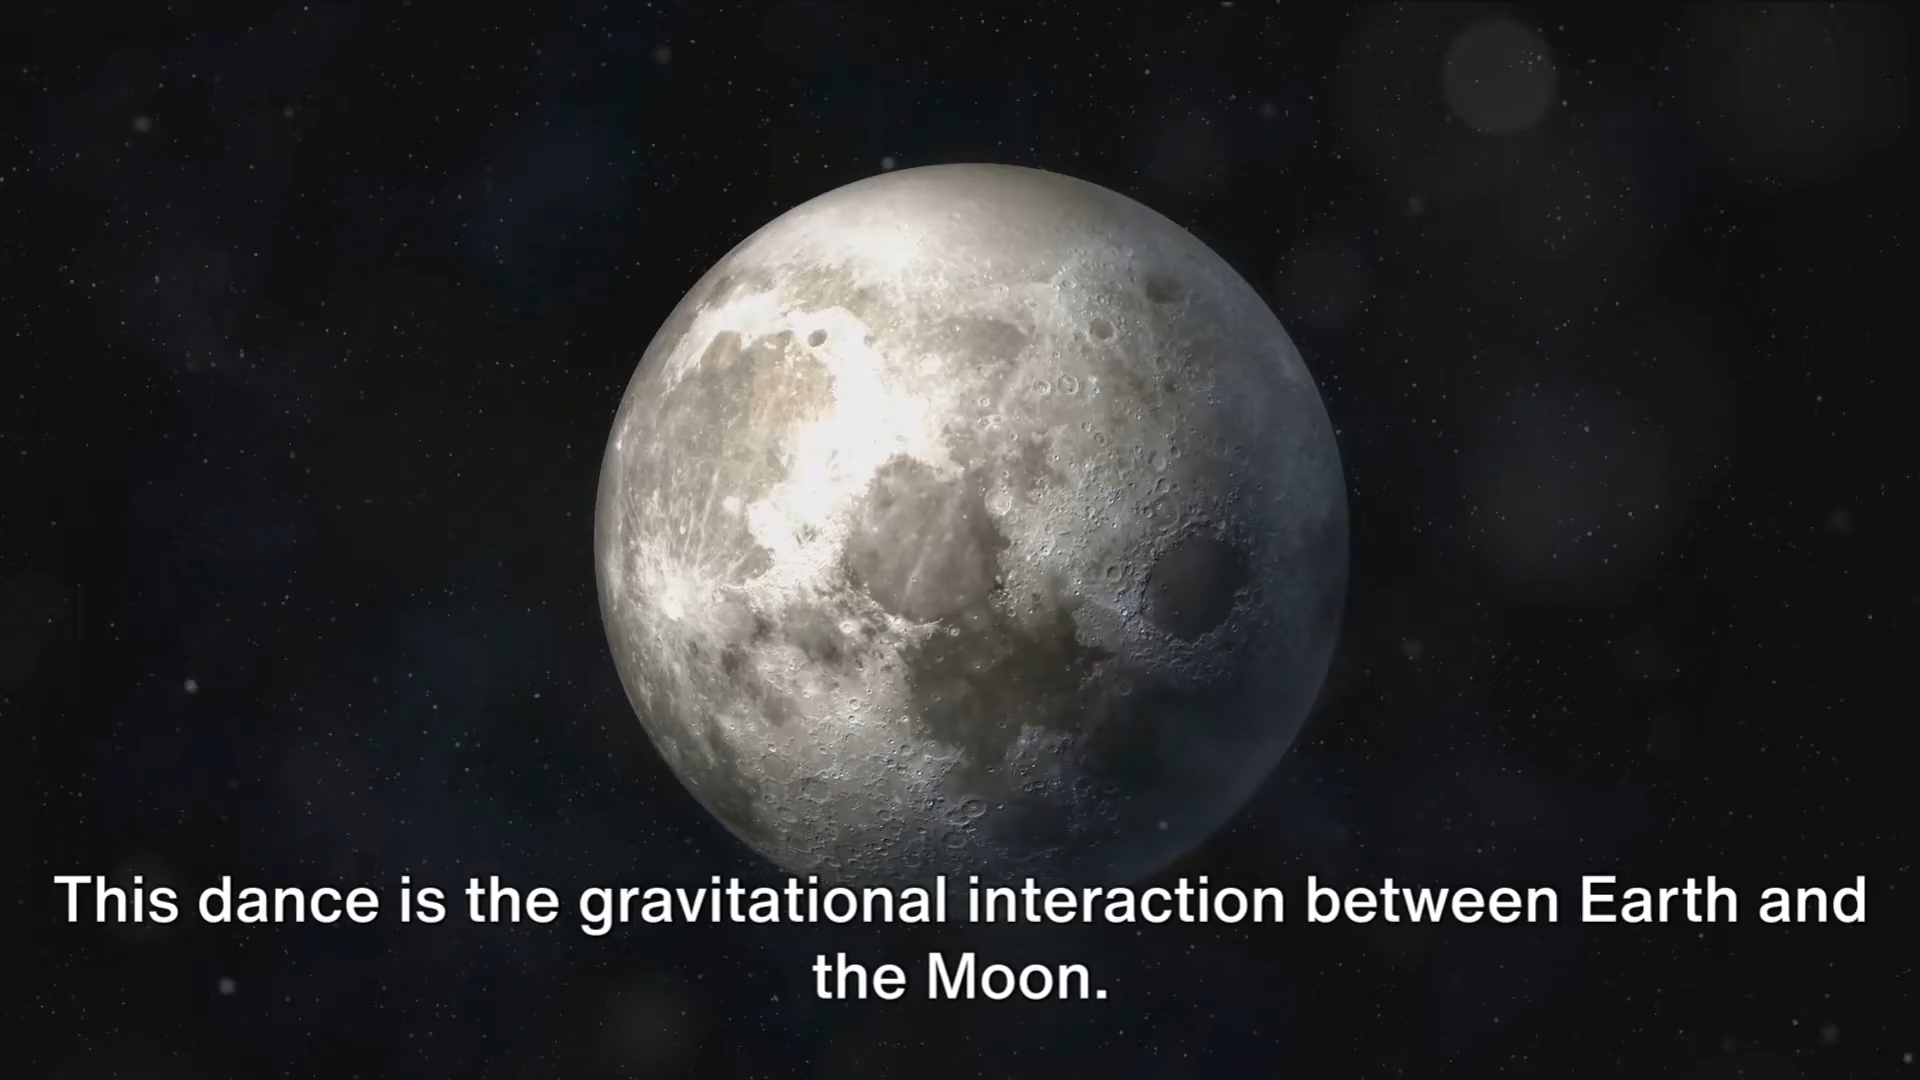 This dance is the gravitational interaction between Earth and
the Moon.